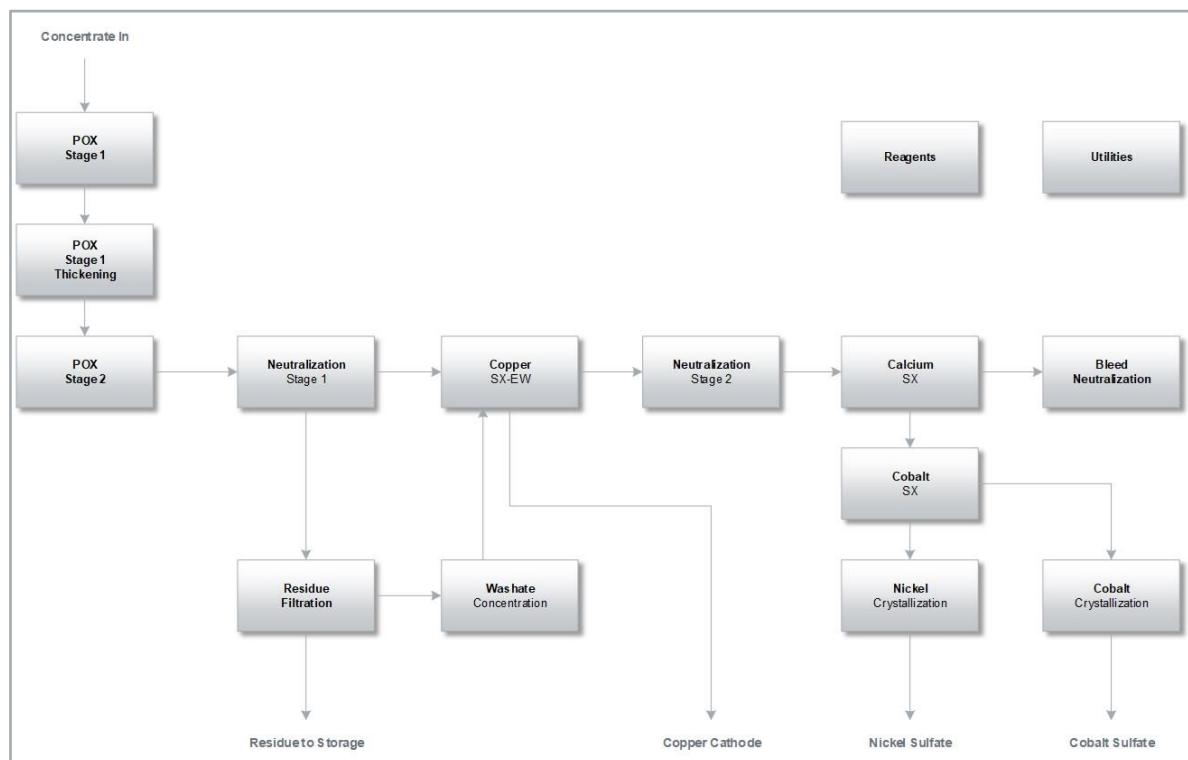 Concentrate In
POX
Stage 1
Reagents
Utilities
POX
Stage 1
Thickening
POX
Stage 2
Neutralization
Stage 1
Copper
SX-EW
Neutralization
Stage 2
Calcium
SX
Bleed
Neutralization
Cobalt
SX
Residue
Filtration
Washate
Concentration
Nickel
Crystallization
Cobalt
Crystallization
Residue to Storage
Copper Cathode
Nickel Sulfate
Cobalt Sulfate